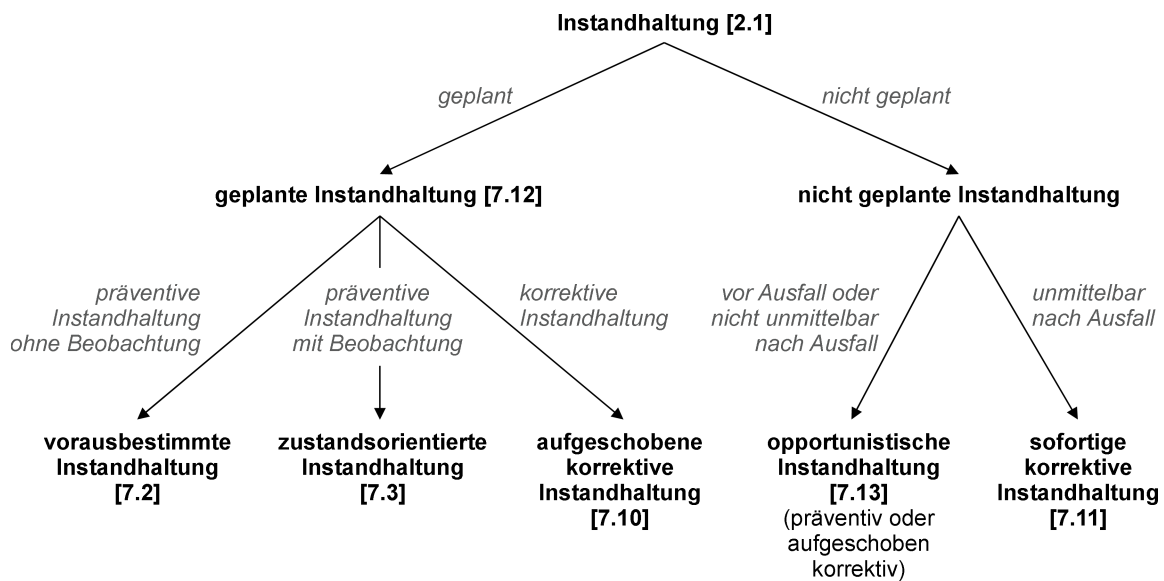 Instandhaltung [2.1]
geplant
nicht geplant
geplante Instandhaltung [7.12]
nicht geplante Instandhaltung
präventive
Instandhaltung
ohne Beobachtung
präventive
Instandhaltung
mit Beobachtung
korrektive
Instandhaltung
vor Ausfall oder
nicht unmittelbar
nach Ausfall
unmittelbar
nach Ausfall
vorausbestimmte
Instandhaltung
[7.2]
zustandsorientierte
Instandhaltung
[7.3]
aufgeschobene
korrektive
Instandhaltung
[7.10]
opportunistische
Instandhaltung
[7.13]
(präventiv oder
aufgeschoben
korrektiv)
sofortige
korrektive
Instandhaltung
[7.11]